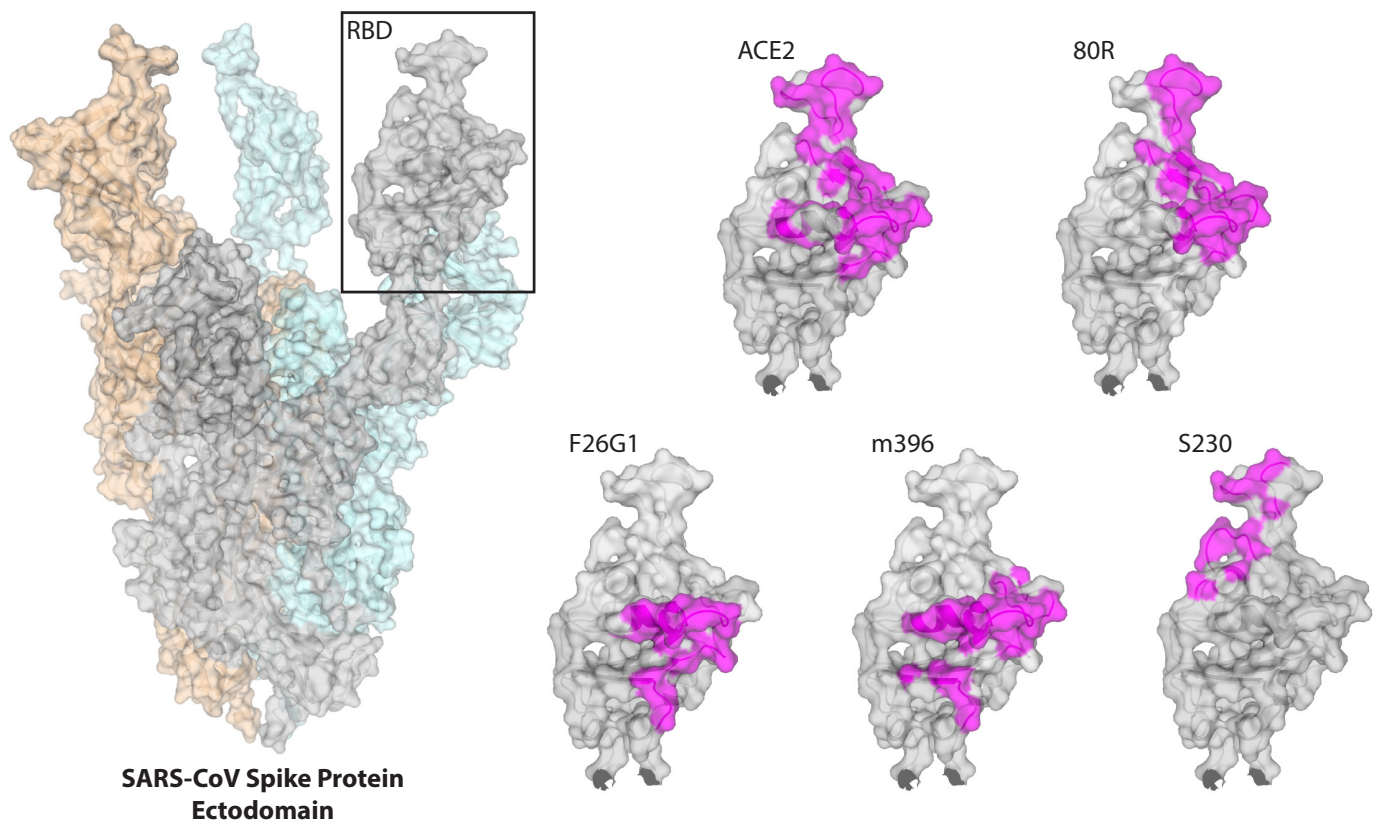 RBD
ACE2
80R
F26G1
m396
S230
SARS-CoV Spike Protein
Ectodomain